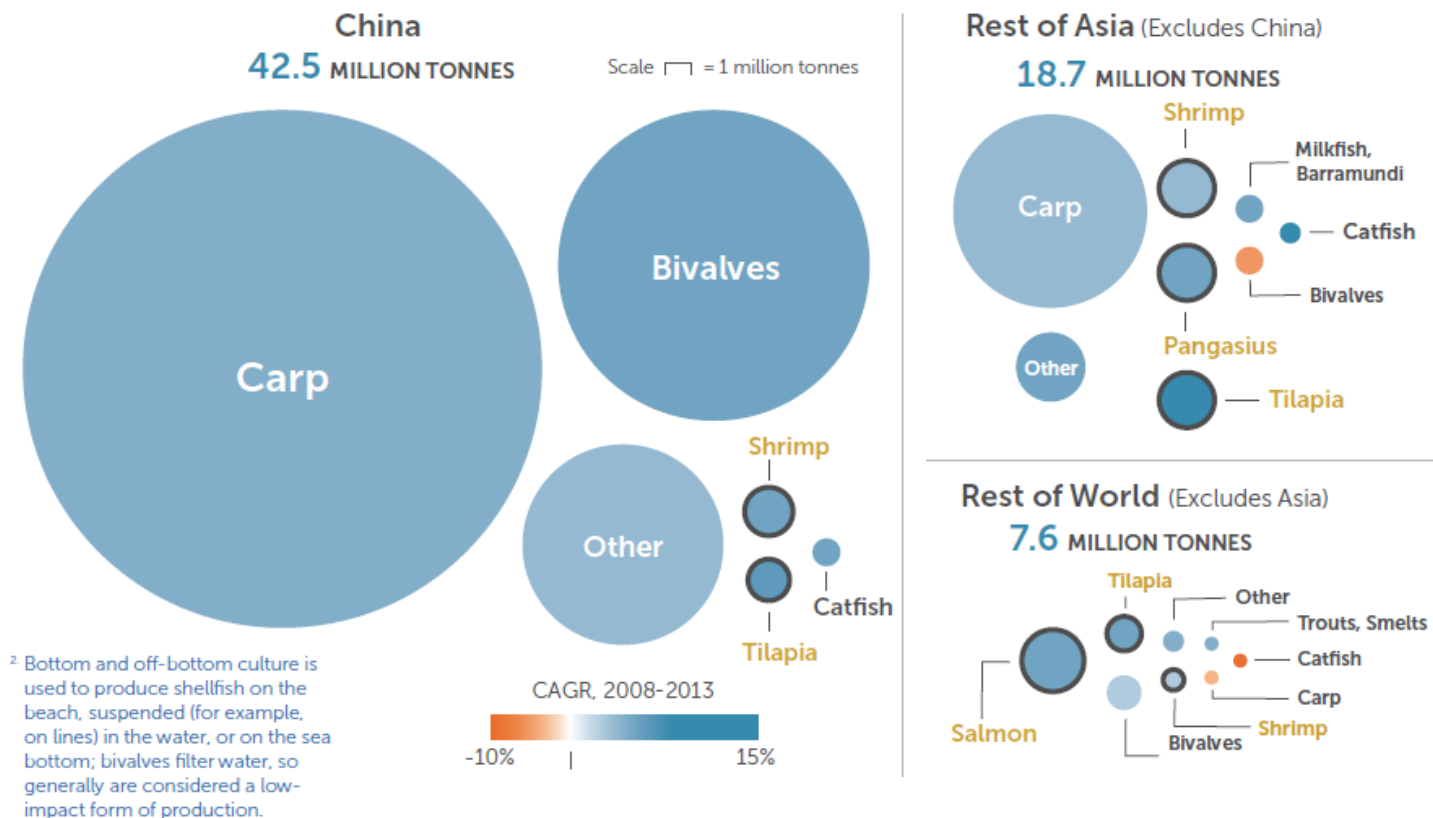 China
42.5 MILLION TONNES
Scale = 1 million tonnes
Carp
Bivalves
Other
Shrimp
Catfish
Tilapia
2. Bottom and off-bottom culture is
used to produce shellfish on the
beach, suspended (for example,
on lines) in the water, or on the sea
bottom; bivalves filter water, so
generally are considered a low-
impact form of production.
CAGR, 2008-2013
-10%
15%
Rest of Asia (Excludes China)
18.7 MILLION TONNES
Shrimp
Milkfish,
Barramundi
Carp
Catfish
Bivalves
Pangasius
Other
Tilapia
Rest of World (Excludes Asia)
7.6 MILLION TONNES
Tilapia
Other
Trouts, Smelts
Catfish
Carp
Shrimp
Bivalves
Salmon